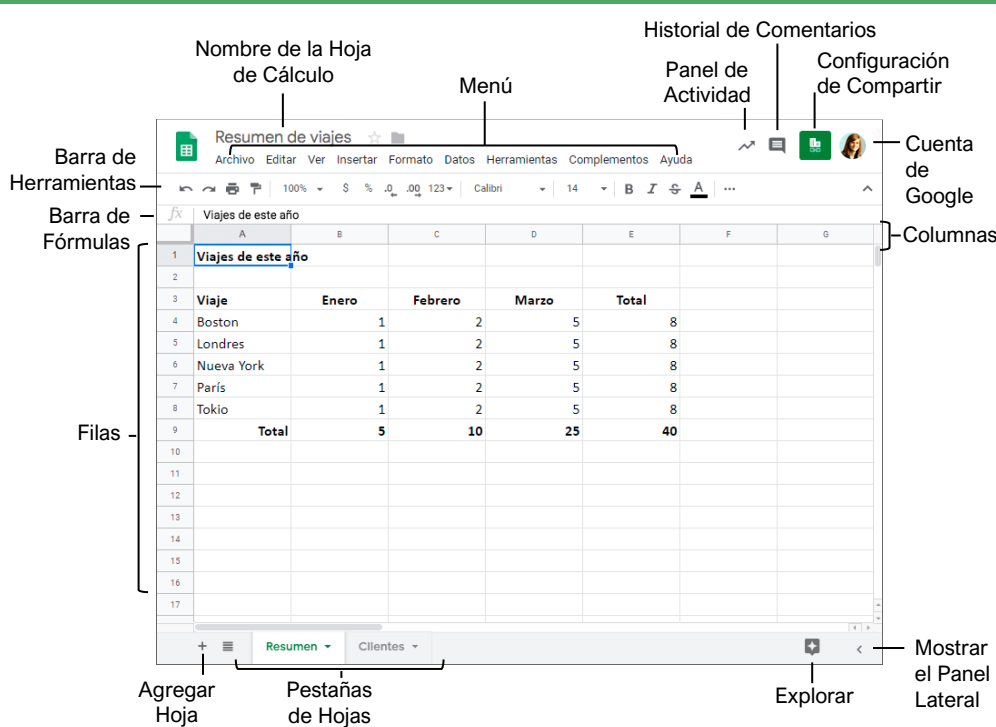 Historial de Comentarios
Nombre de la Hoja
de Cálculo
Menú
Panel de
Actividad
Configuración
de Compartir
Resumen de viajes
Archivo Editar Ver Insertar Formato Datos Herramientas Complementos Ayuda
Cuenta
de
Google
Barra de
Herramientas
100% $ % .0 .00 123 Calibri 14 B I S A ...
Barra de
Fórmulas
fx Viajes de este año
Columnas
A B C D E F G
1 Viajes de este año
2
3 Viaje Enero Febrero Marzo Total
4 Boston 1 2 5 8
5 Londres 1 2 5 8
6 Nueva York 1 2 5 8
7 París 1 2 5 8
8 Tokio 1 2 5 8
9 Total 5 10 25 40
Filas
10
11
12
13
14
15
16
17
+ Resumen Clientes
Agregar
Hoja
Pestañas
de Hojas
Explorar
Mostrar
el Panel
Lateral